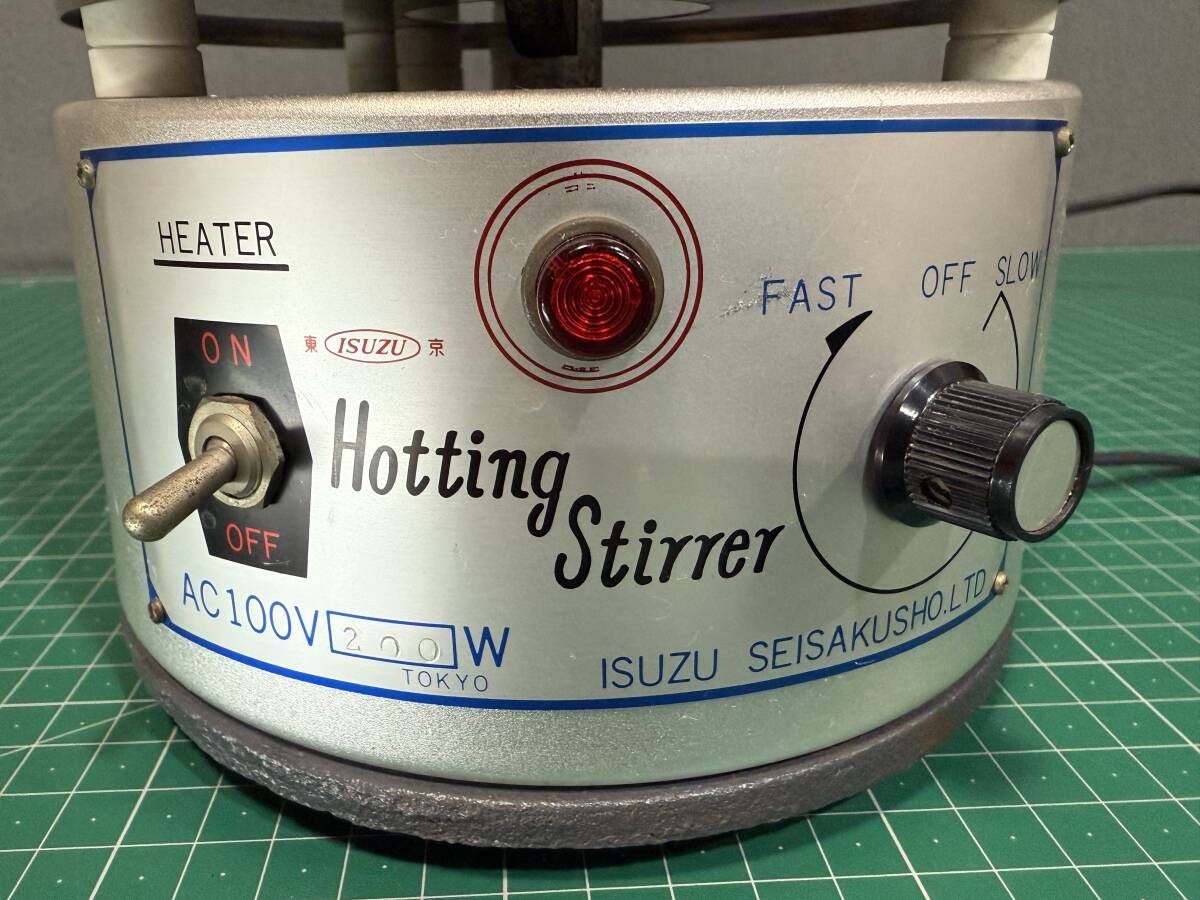 HEATER
ON
OFF
東 ISUZU 京
Hotting
Stirrer
FAST
OFF SLOW
AC100V 200 W
TOKYO
ISUZU SEISAKUSHO.LTD